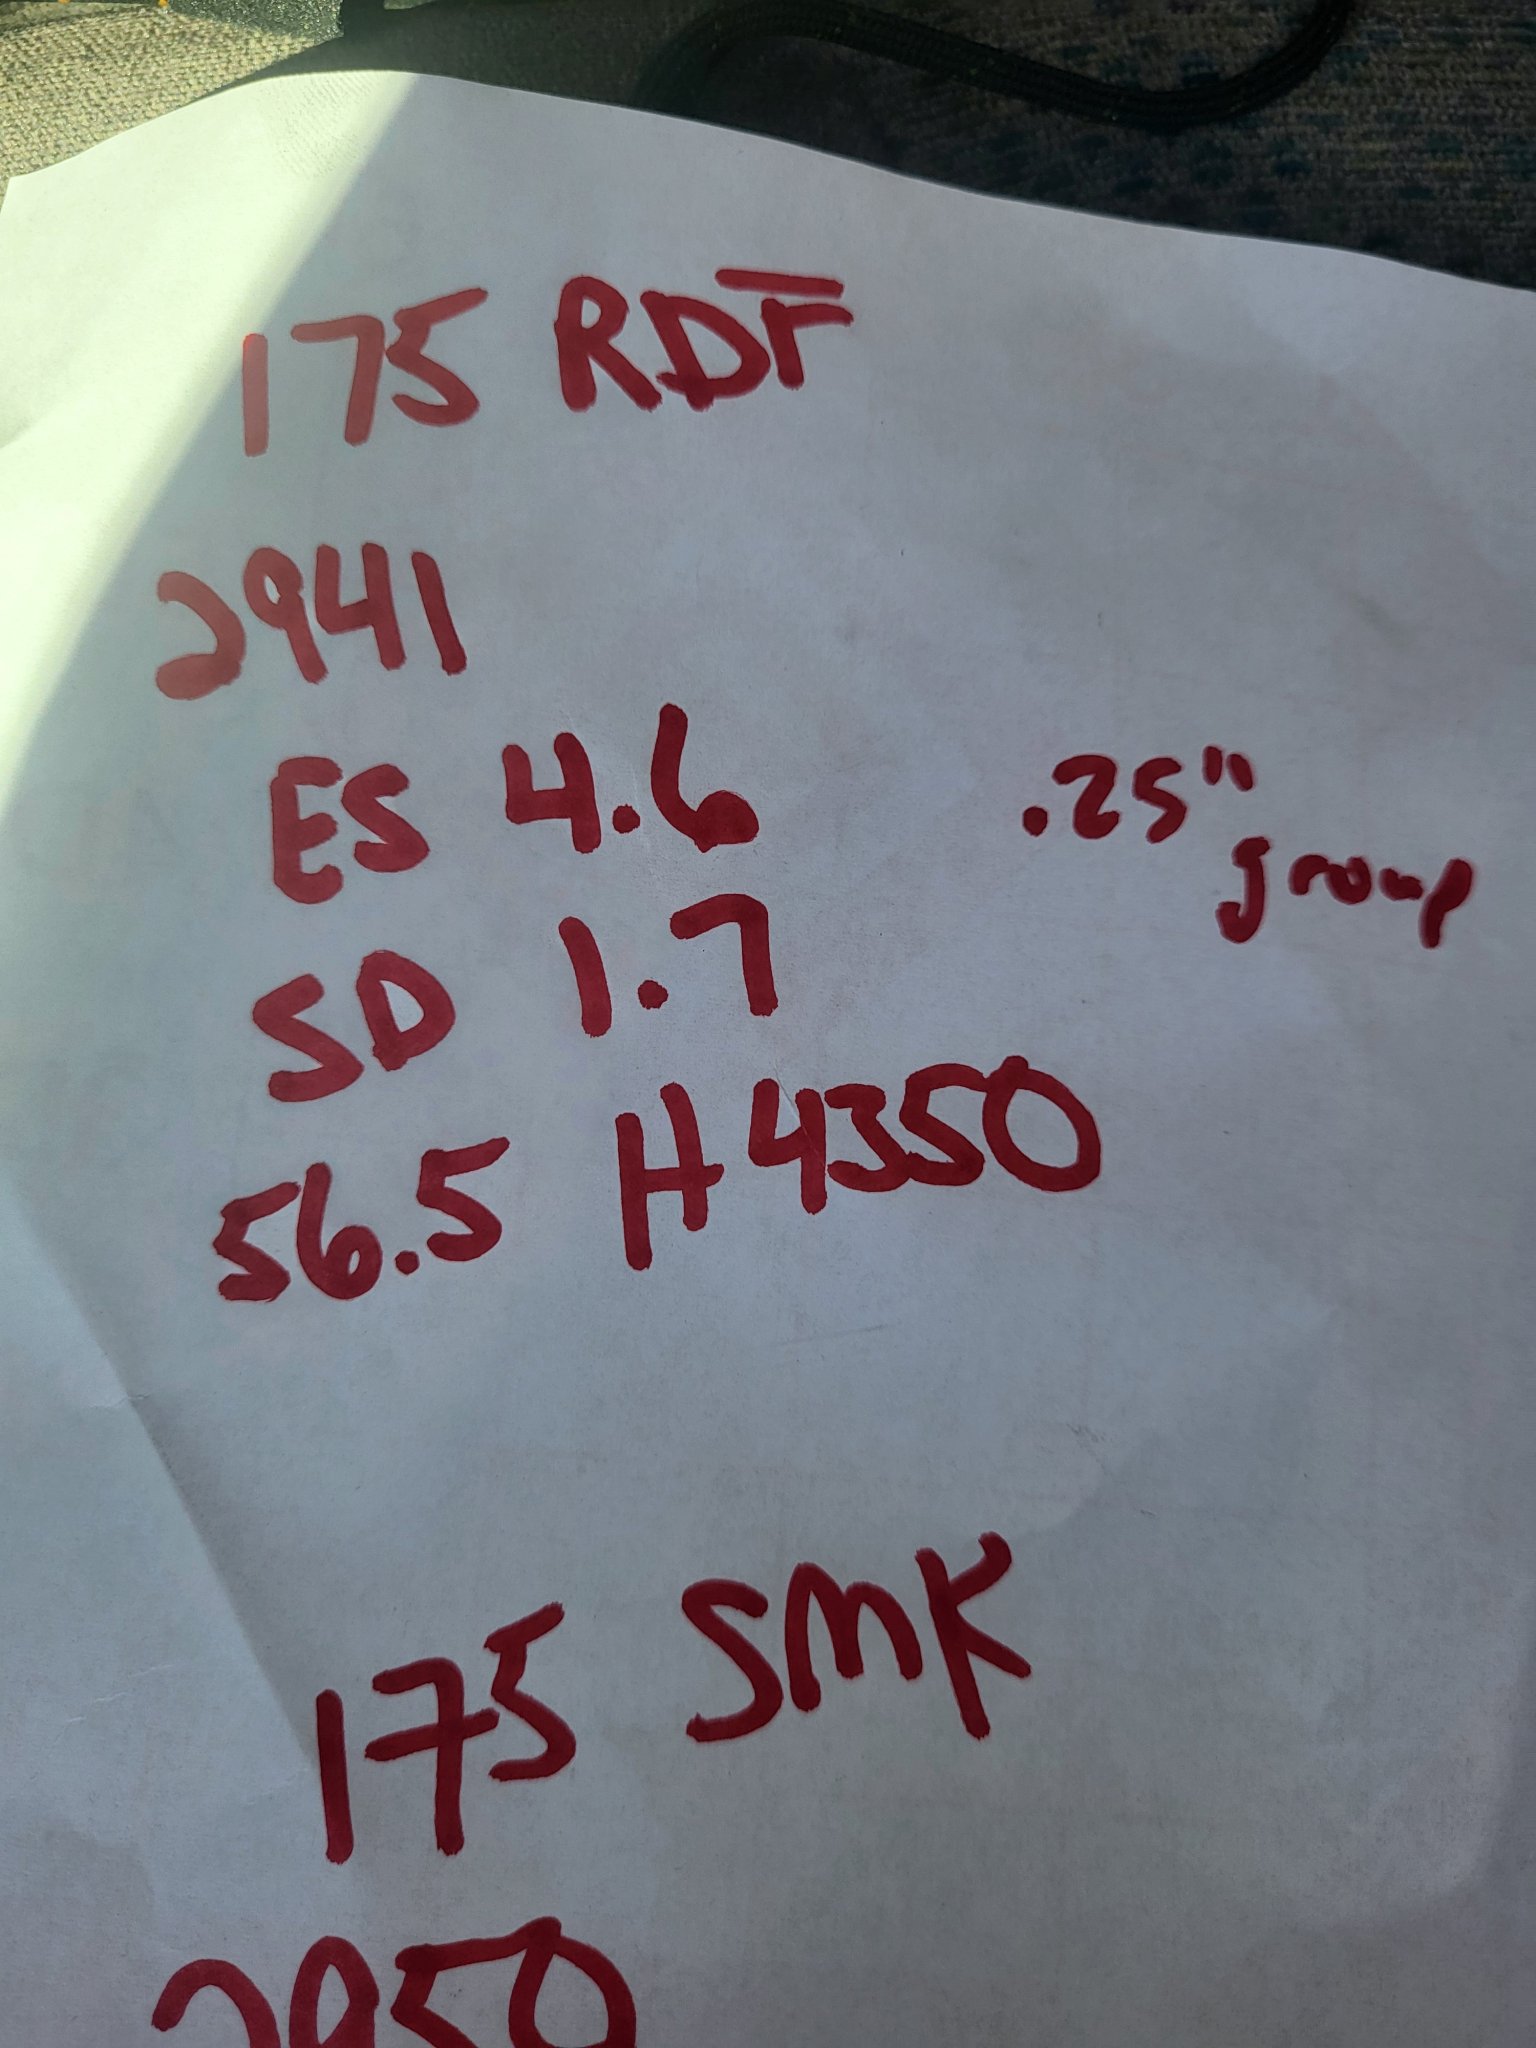 175 RDF
2941
ES 4.6
.25"
group
SD 1.7
56.5 H4350
175 SMK